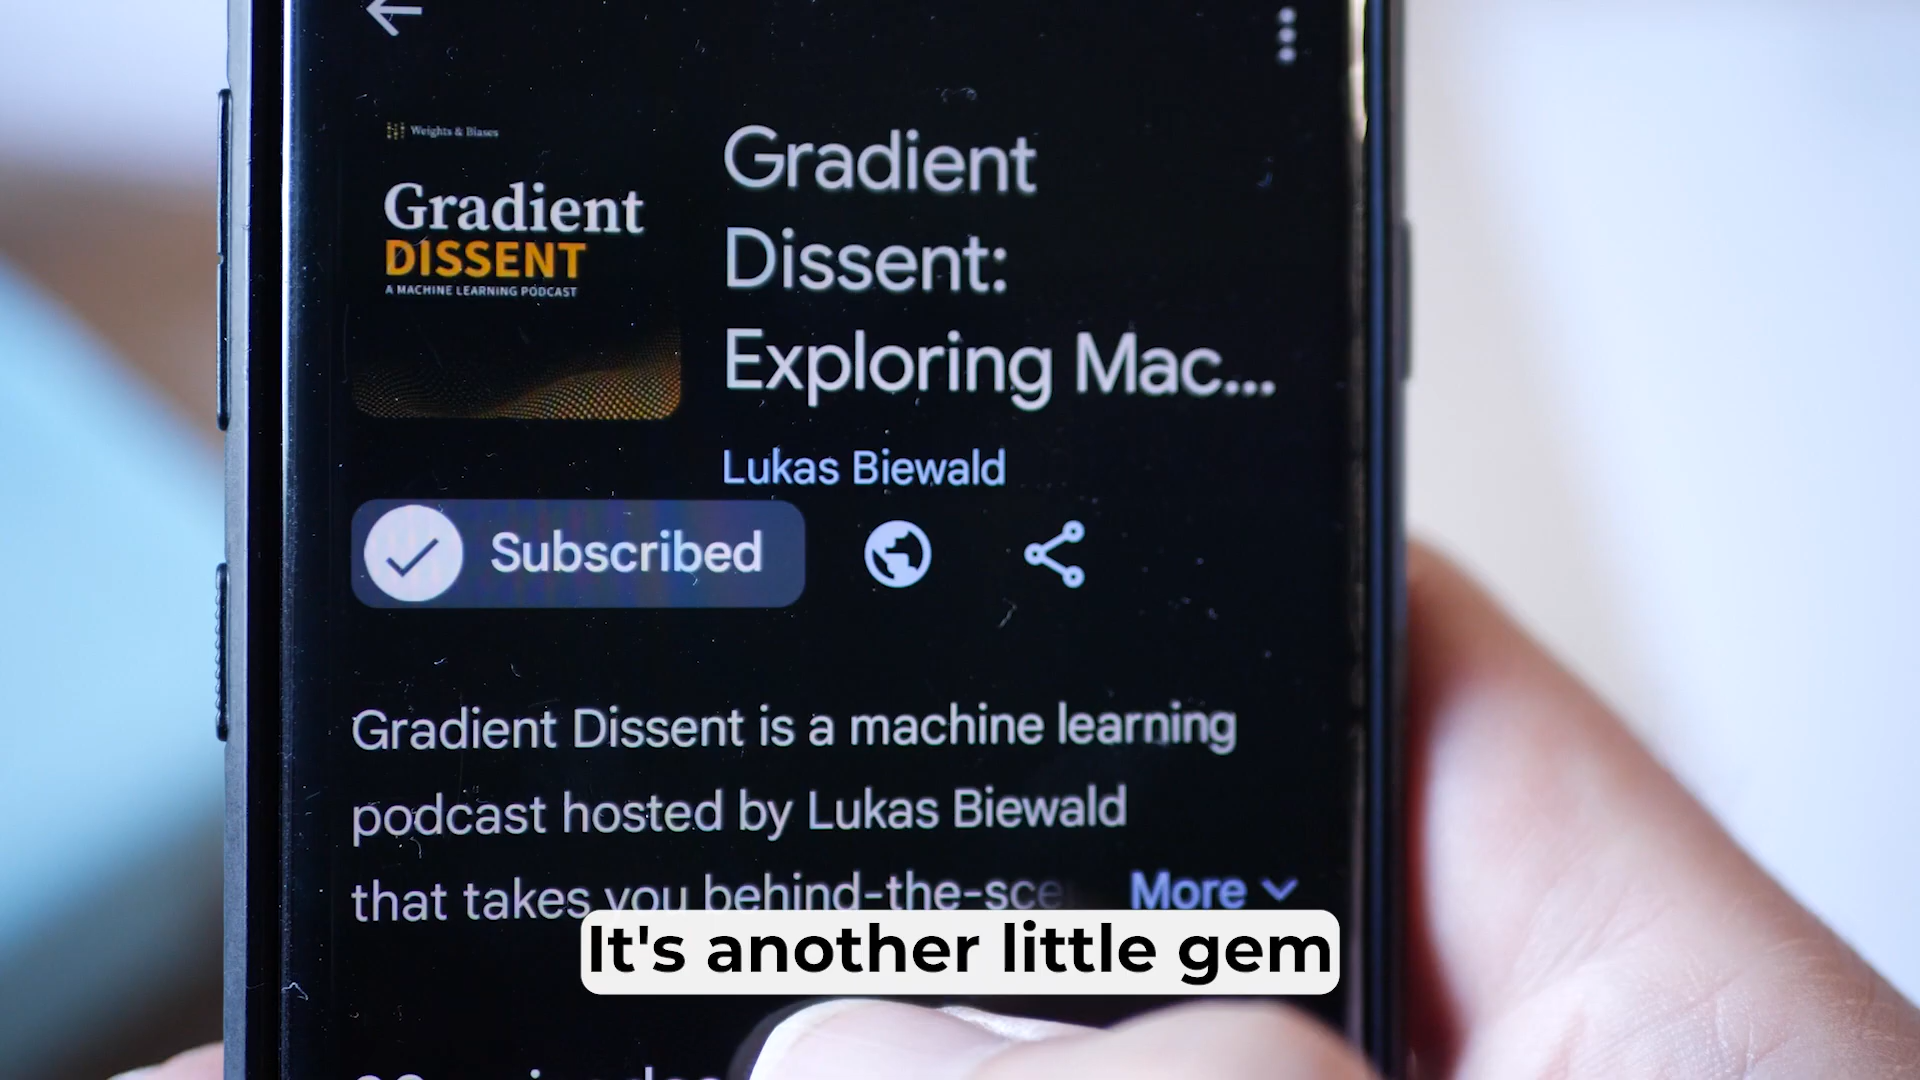 Weights & Biases
Gradient
DISSENT
A MACHINE LEARNING PODCAST
Gradient
Dissent:
Exploring Mac...
Lukas Biewald
Subscribed
Gradient Dissent is a machine learning
podcast hosted by Lukas Biewald
that takes you behind-the-sce
More
It's another little gem